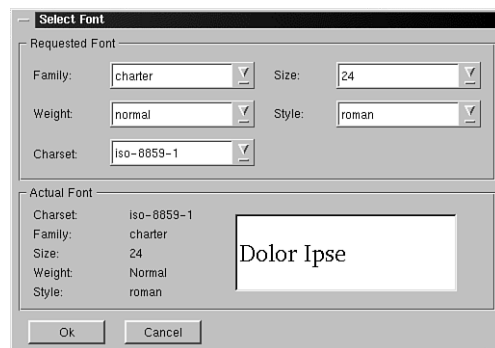 Select Font
Requested Font
Family: charter Size: 24
Weight: normal Style: roman
Charset: iso-8859-1
Actual Font
Charset: iso-8859-1
Family: charter
Size: 24
Weight: Normal
Style: roman
Dolor Ipse
Ok Cancel